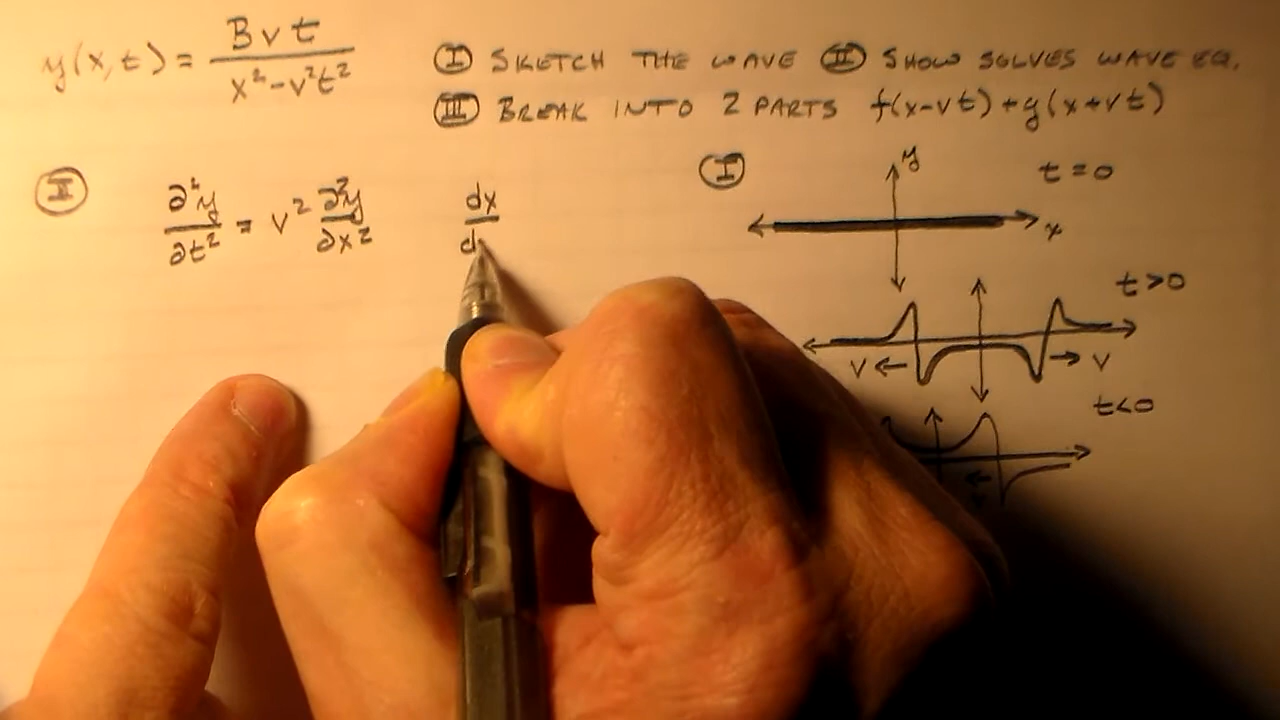 y(x,t) = Bvt / x²-v²t²
Ⓘ SKETCH THE WAVE Ⓘ︎Ⓘ SHOW SOLVES WAVE EQ.
III BREAK INTO 2 PARTS f(x-vt)+g(x+vt)
II ∂²y/∂t² = v² ∂²y/∂x² dx/d
I y t=0
x
t>0
V ← → V
t<0